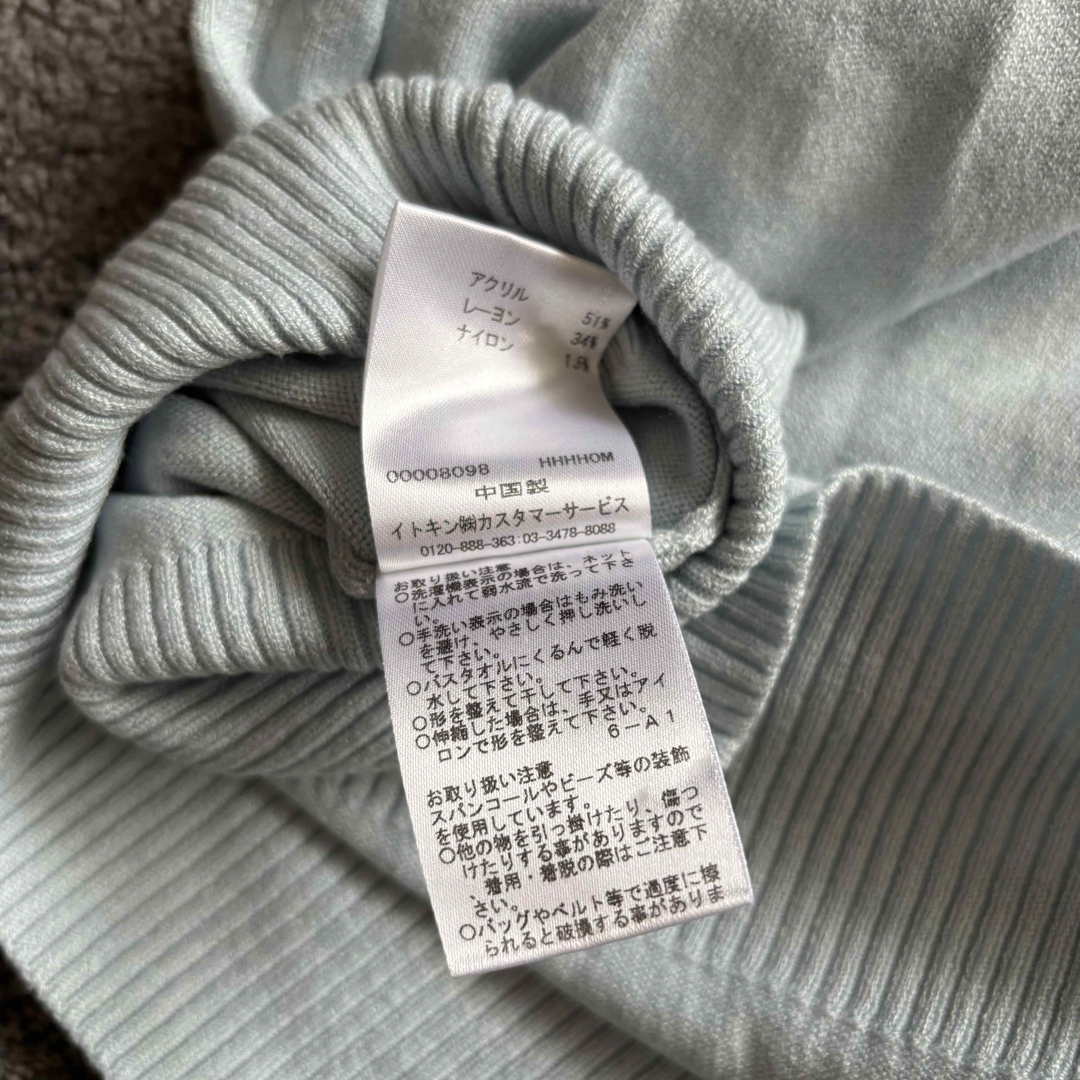 アクリル 51%
レーヨン 34%
ナイロン 15%
00008098 HHHHOM
中国製
イトキン㈱カスタマーサービス
0120-888-363:03-3478-8088
お取り扱い注意
○洗濯機表示の場合は、ネット
に入れて弱水流で洗って下さ
い。
○手洗い表示の場合はもみ洗い
を避け、やさしく押し洗いし
て下さい。
○バスタオルにくるんで軽く脱
水して下さい。
○形を整えて干して下さい。
○伸縮した場合は、手又はアイ
ロンで形を整えて下さい。
6－A1
お取り扱い注意
スパンコールやビーズ等の装飾
を使用しています。
○他の物を引っ掛けたり、傷つ
けたりする事がありますので
、着用・着脱の際はご注意下
さい。
○バッグやベルト等で過度に擦
られると破損する事がありま